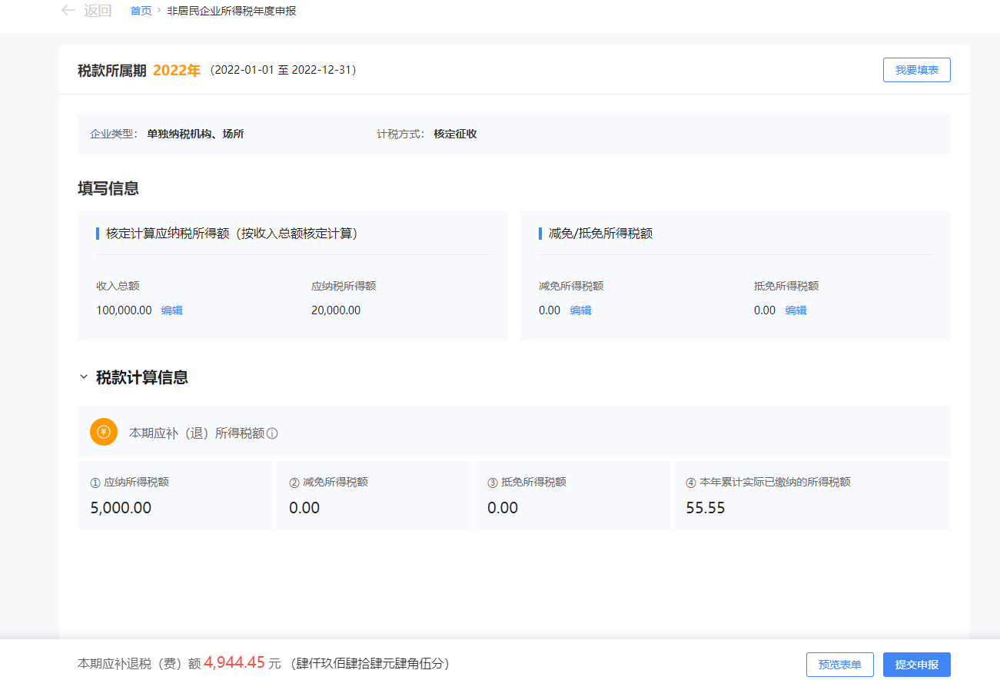 返回 首页 > 非居民企业所得税年度申报
税款所属期 2022年 （2022-01-01 至 2022-12-31） 我要填表
企业类型： 单独纳税机构、场所 计税方式： 核定征收
填写信息
核定计算应纳税所得额（按收入总额核定计算） 减免/抵免所得税额
收入总额 应纳税所得额 减免所得税额 抵免所得税额
100,000.00 编辑 20,000.00 0.00 编辑 0.00 编辑
税款计算信息
本期应补（退）所得税额
① 应纳所得税额 ② 减免所得税额 ③ 抵免所得税额 ④ 本年累计实际已缴纳的所得税额
5,000.00 0.00 0.00 55.55
本期应补退税（费）额 4,944.45 元 （肆仟玖佰肆拾肆元肆角伍分） 预览表单 提交申报